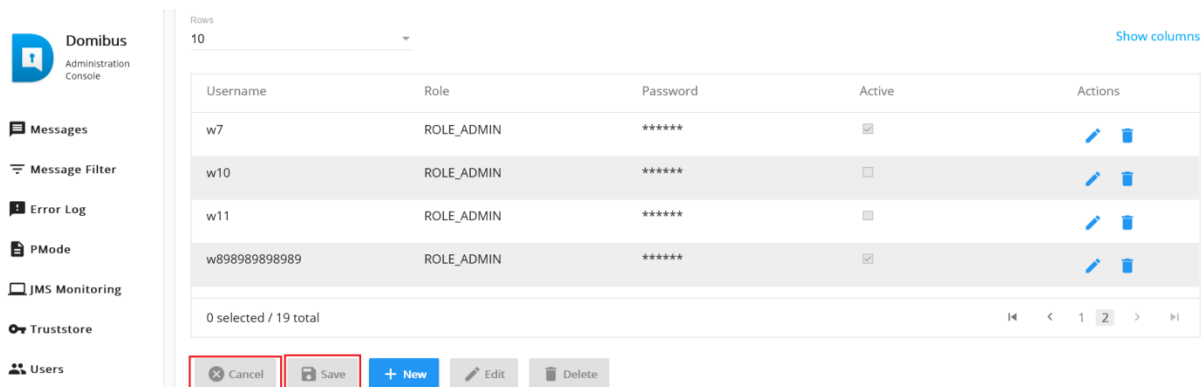 Domibus
Administration
Console
Messages
Message Filter
Error Log
PMode
JMS Monitoring
Truststore
Users
Rows
10
Show columns
Username Role Password Active Actions
w7 ROLE_ADMIN ******
w10 ROLE_ADMIN ******
w11 ROLE_ADMIN ******
w898989898989 ROLE_ADMIN ******
0 selected / 19 total 1 2
Cancel Save + New Edit Delete